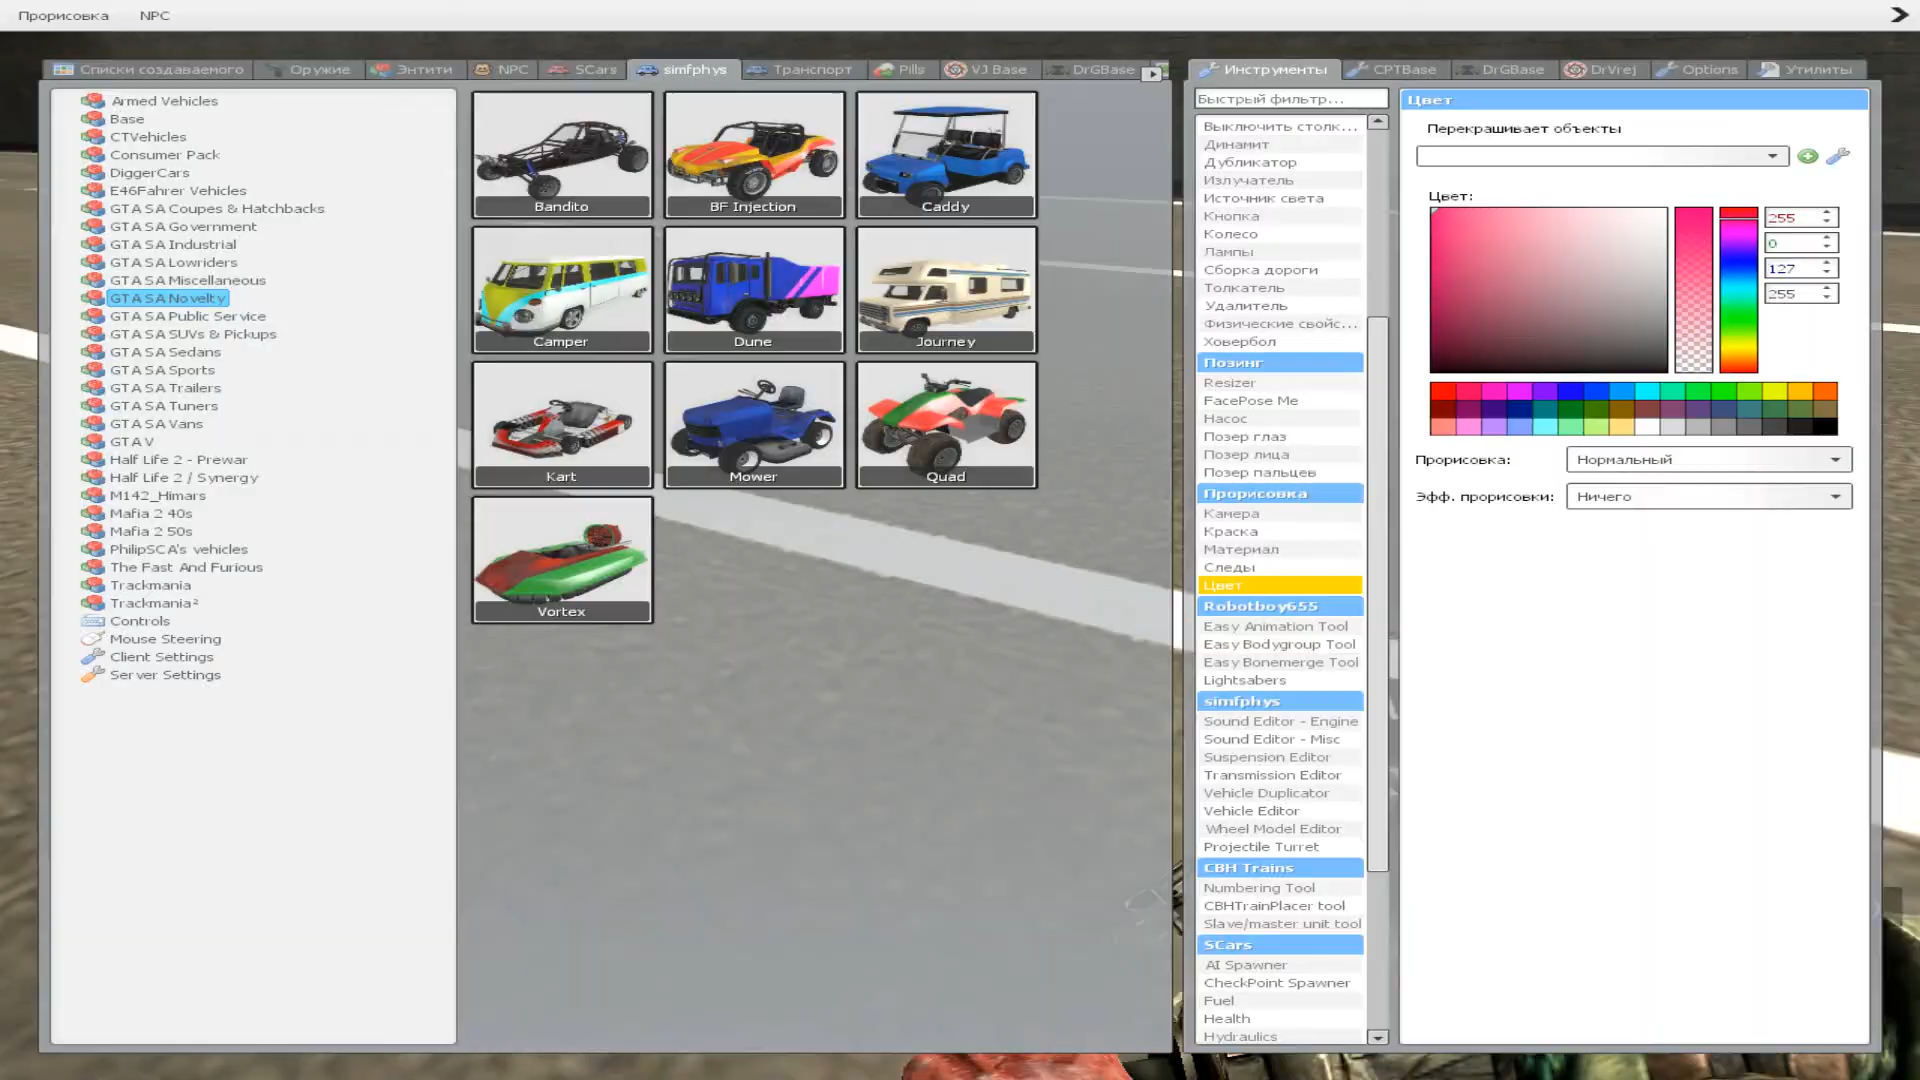 Прорисовка NPC
Списки создаваемого Оружие Энтити NPC SCars simfphys Транспорт Pills VJ Base DrGBase
Инструменты CPTBase DrGBase DrVrej Options Утилиты
Armed Vehicles
Base
CTVehicles
Consumer Pack
DiggerCars
E46Fahrer Vehicles
GTA SA Coupes & Hatchbacks
GTA SA Government
GTA SA Industrial
GTA SA Lowriders
GTA SA Miscellaneous
GTA SA Novelty
GTA SA Public Service
GTA SA SUVs & Pickups
GTA SA Sedans
GTA SA Sports
GTA SA Trailers
GTA SA Tuners
GTA SA Vans
GTA V
Half Life 2 - Prewar
Half Life 2 / Synergy
M142_Himars
Mafia 2 40s
Mafia 2 50s
PhilipSCA's vehicles
The Fast And Furious
Trackmania
Trackmania²
Controls
Mouse Steering
Client Settings
Server Settings
Bandito
BF Injection
Caddy
Camper
Dune
Journey
Kart
Mower
Quad
Vortex
Быстрый фильтр...
Выключить столк...
Динамит
Дубликатор
Излучатель
Источник света
Кнопка
Колесо
Лампы
Сборка дороги
Толкатель
Удалитель
Физические свойс...
Ховербол
Позинг
Resizer
FacePose Me
Насос
Позер глаз
Позер лица
Позер пальцев
Прорисовка
Камера
Краска
Материал
Следы
Цвет
Robotboy655
Easy Animation Tool
Easy Bodygroup Tool
Easy Bonemerge Tool
Lightsabers
simfphys
Sound Editor - Engine
Sound Editor - Misc
Suspension Editor
Transmission Editor
Vehicle Duplicator
Vehicle Editor
Wheel Model Editor
Projectile Turret
CBH Trains
Numbering Tool
CBHTrainPlacer tool
Slave/master unit tool
SCars
AI Spawner
CheckPoint Spawner
Fuel
Health
Hydraulics
Цвет
Перекрашивает объекты
Цвет:
255
0
127
255
Прорисовка: Нормальный
Эфф. прорисовки: Ничего